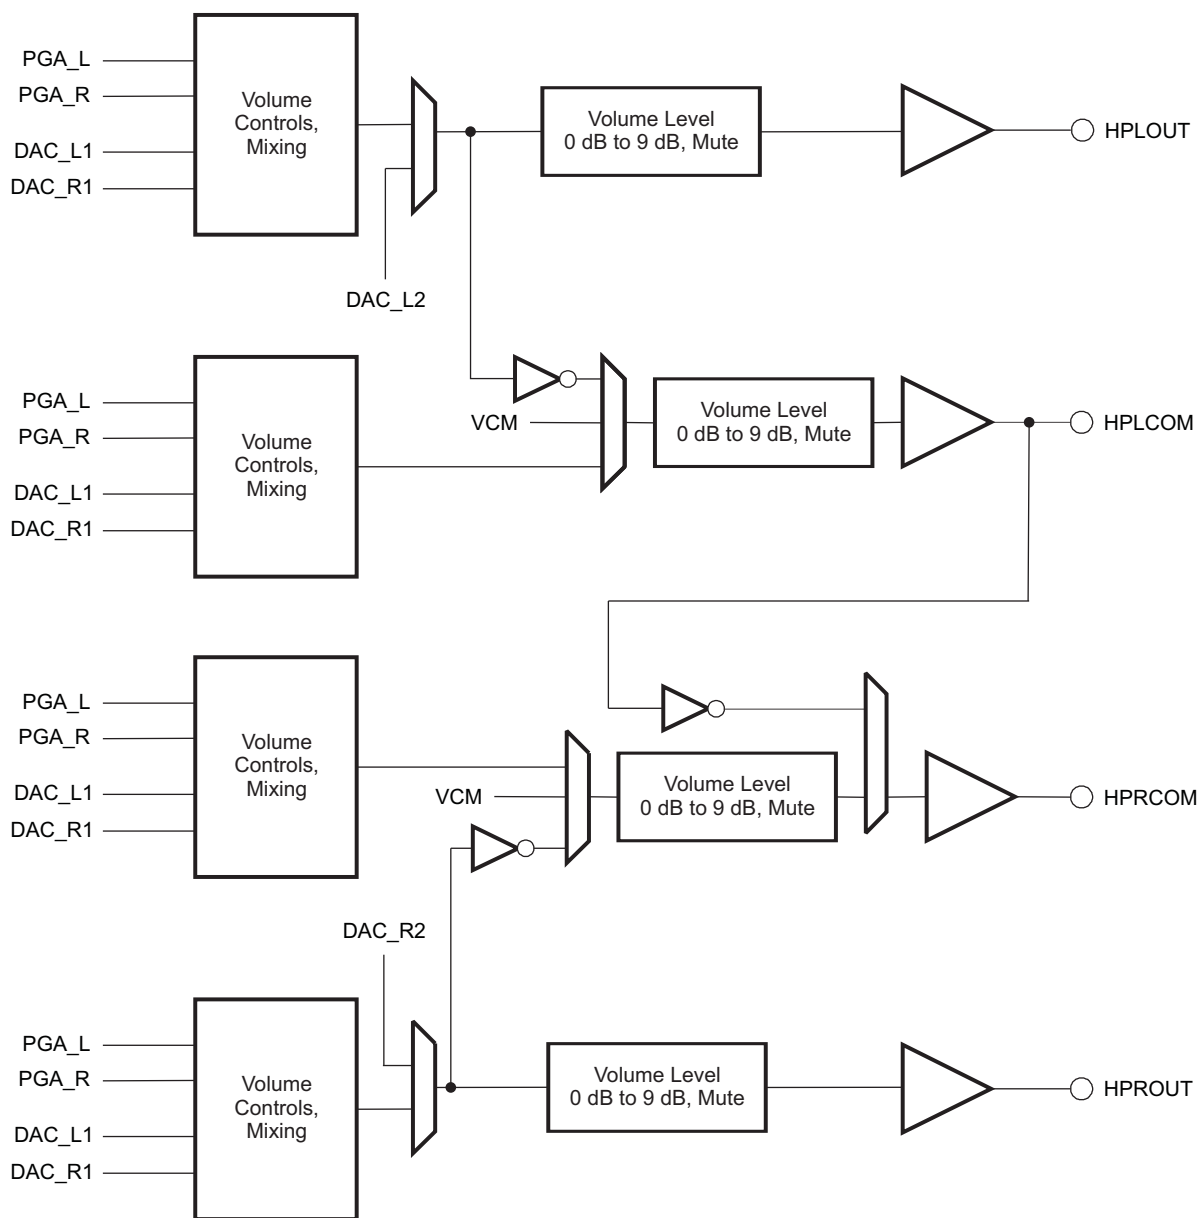 PGA_L
PGA_R
DAC_L1
DAC_R1
Volume
Controls,
Mixing
DAC_L2
Volume Level
0 dB to 9 dB, Mute
HPLOUT
PGA_L
PGA_R
DAC_L1
DAC_R1
Volume
Controls,
Mixing
VCM
Volume Level
0 dB to 9 dB, Mute
HPLCOM
PGA_L
PGA_R
DAC_L1
DAC_R1
Volume
Controls,
Mixing
VCM
Volume Level
0 dB to 9 dB, Mute
HPRCOM
DAC_R2
PGA_L
PGA_R
DAC_L1
DAC_R1
Volume
Controls,
Mixing
Volume Level
0 dB to 9 dB, Mute
HPROUT